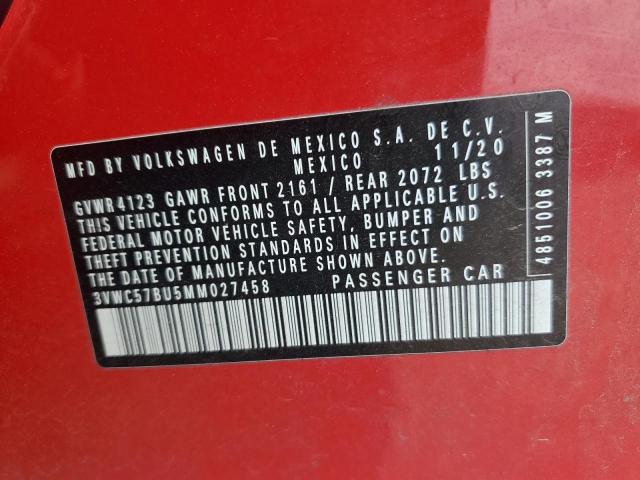 MFD BY VOLKSWAGEN DE MEXICO S.A. DE C.V.
MEXICO 11/20
GVWR4123 GAWR FRONT 2161 / REAR 2072 LBS
THIS VEHICLE CONFORMS TO ALL APPLICABLE U.S.
FEDERAL MOTOR VEHICLE SAFETY, BUMPER AND
THEFT PREVENTION STANDARDS IN EFFECT ON
THE DATE OF MANUFACTURE SHOWN ABOVE.
3VWC57BU5MM027458 PASSENGER CAR
4851006 3387 M